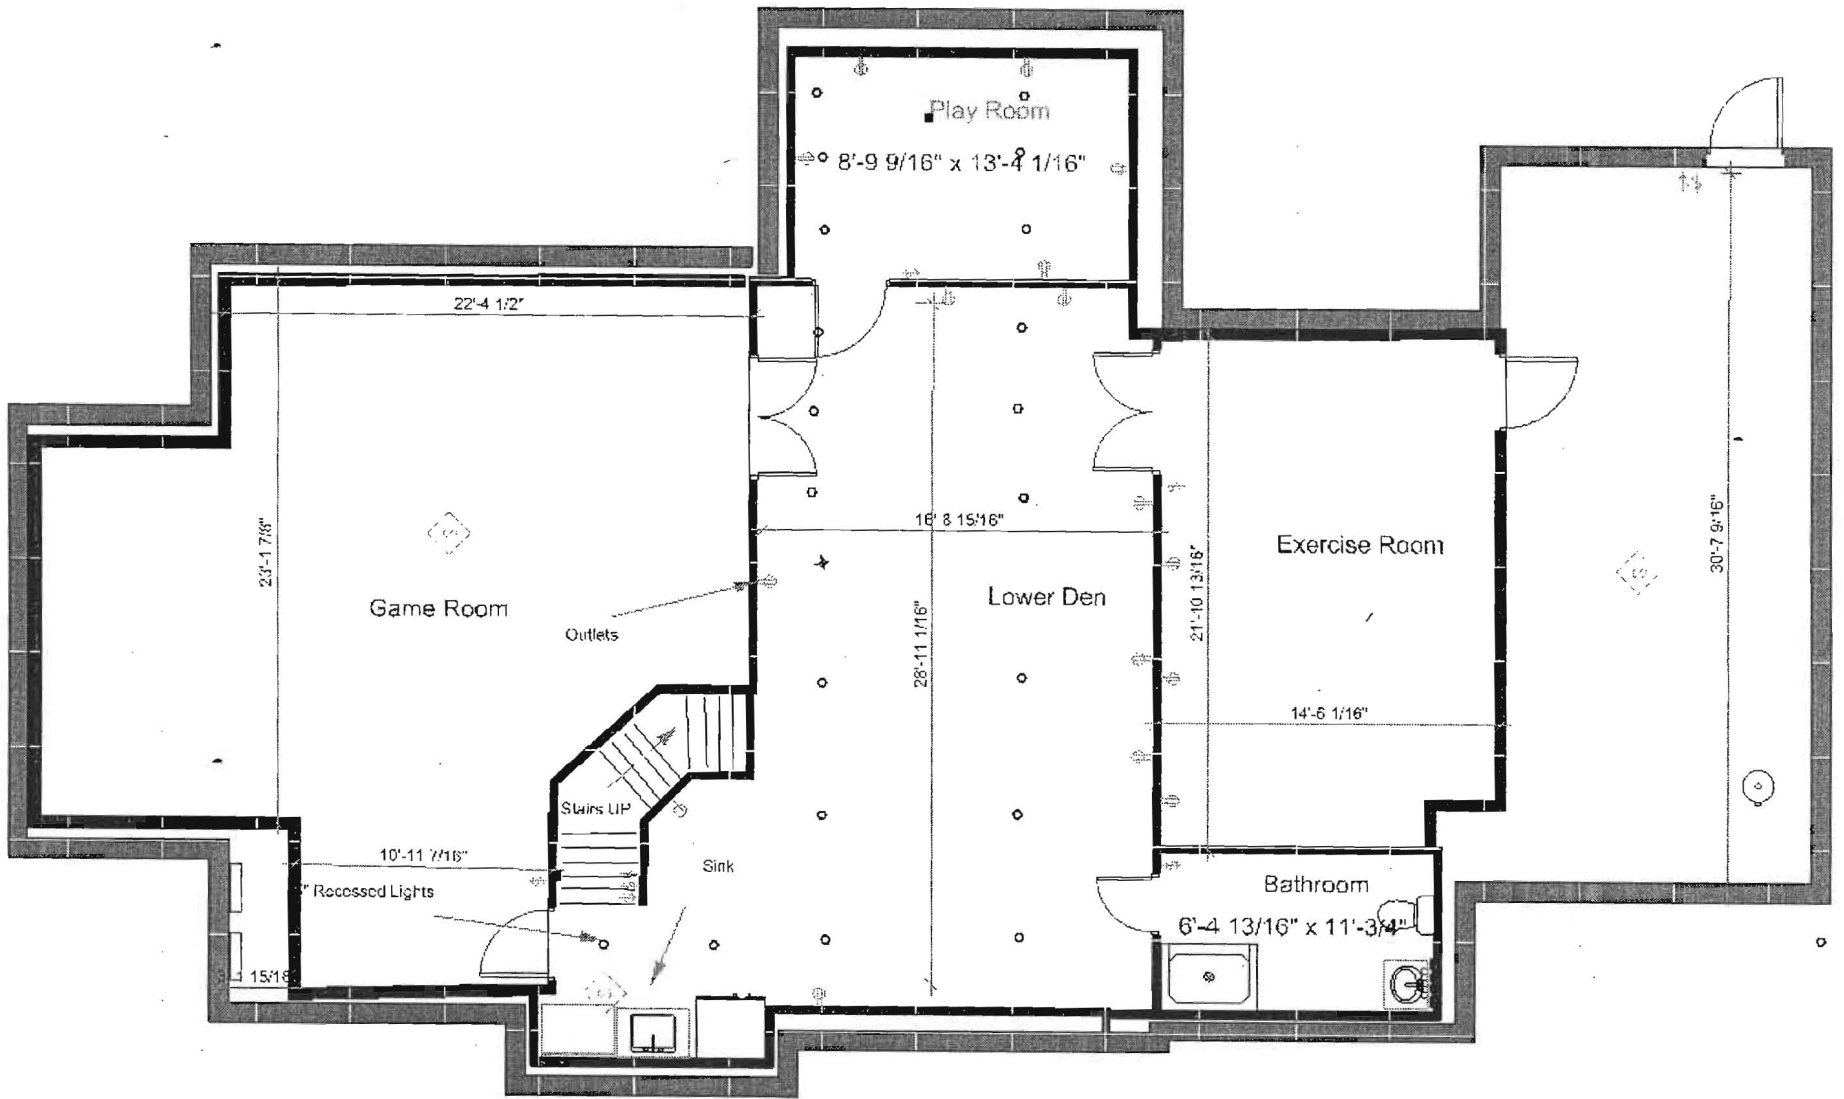 Play Room
8'-9 9/16" x 13'-4 1/16"
22'-4 1/2"
23'-1 7/8"
16' 8 15/16"
Exercise Room
30'-7 9/16"
Lower Den
Game Room
Outlets
21'-10 13/16"
28'-11 1/16"
14'-6 1/16"
Stairs UP
10'-11 7/16"
Sink
Recessed Lights
Bathroom
6'-4 13/16" x 11'-3/4"
15/16